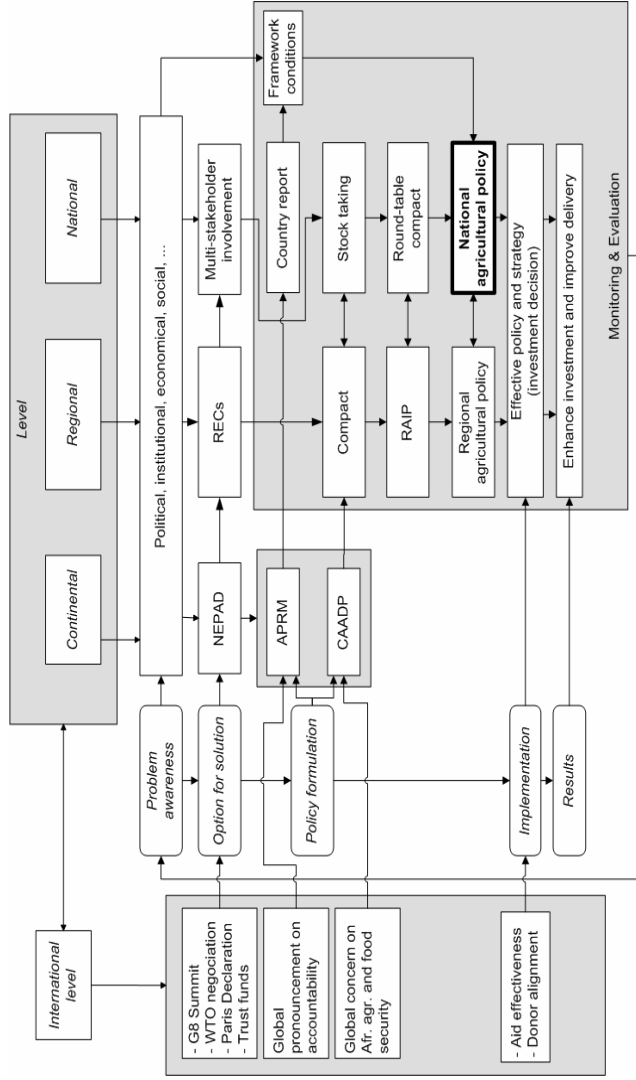 Level
Continental
Regional
National
International
level
Problem
awareness
Political, institutional, economical, social, ...
- G8 Summit
- WTO negociation
- Paris Declaration
- Trust funds
Option for solution
NEPAD
RECs
Multi-stakeholder
involvement
Global
pronouncement on
accountability
Policy formulation
APRM
Country report
Framework
conditions
Global concern on
Afr. agr. and food
security
CAADP
Compact
Stock taking
RAIP
Round-table
compact
Regional
agricultural policy
National
agricultural policy
- Aid effectiveness
- Donor alignment
Implementation
Effective policy and strategy
(investment decision)
Results
Enhance investment and improve delivery
Monitoring & Evaluation